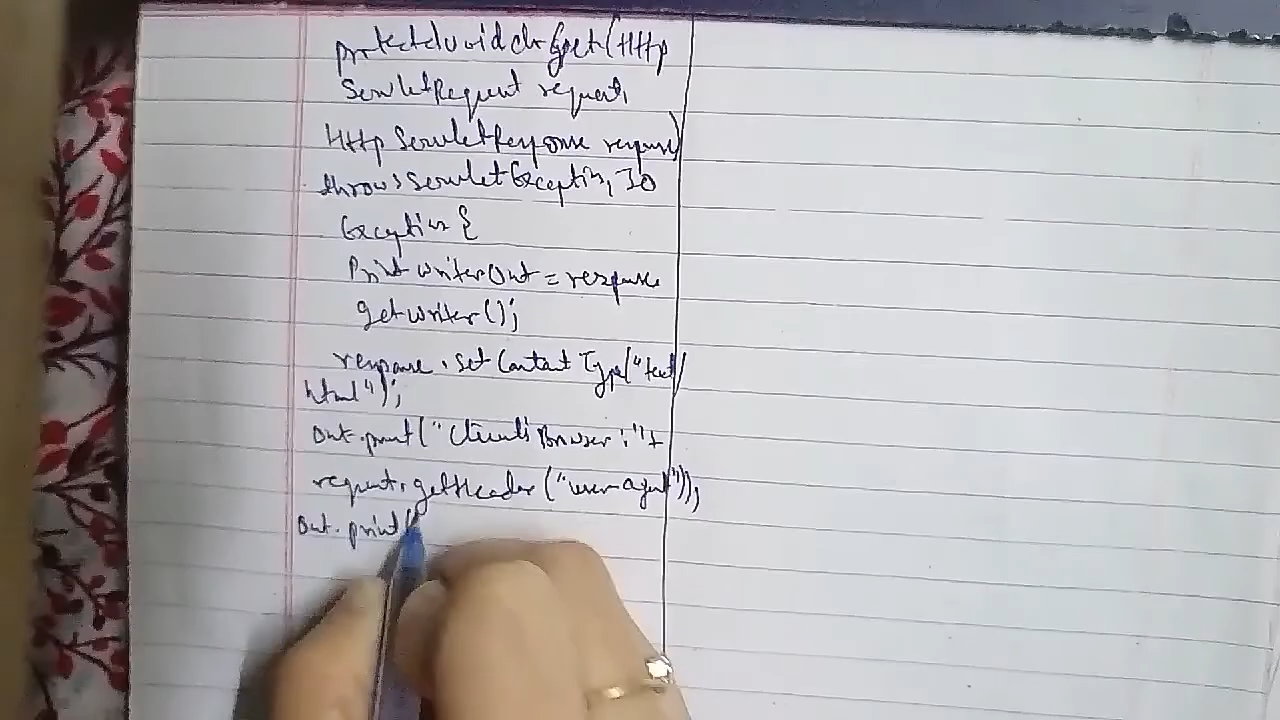 protected void doGet(Http
ServletRequest request,
HttpServletResponse response)
throws ServletException, IO
Exception {
PrintWriter out = response
getwriter();
response.setContentType("text/
html");
out.print("Client's Browser :"+
request.getHeader("user-agent"));
out.print(